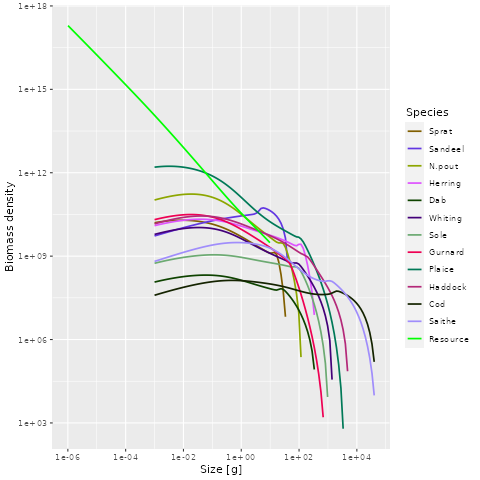 1e+18
1e+15
1e+12
1e+09
1e+06
1e+03
Biomass density
1e-06 1e-04 1e-02 1e+00 1e+02 1e+04
Size [g]
Species
Sprat
Sandeel
N.pout
Herring
Dab
Whiting
Sole
Gurnard
Plaice
Haddock
Cod
Saithe
Resource